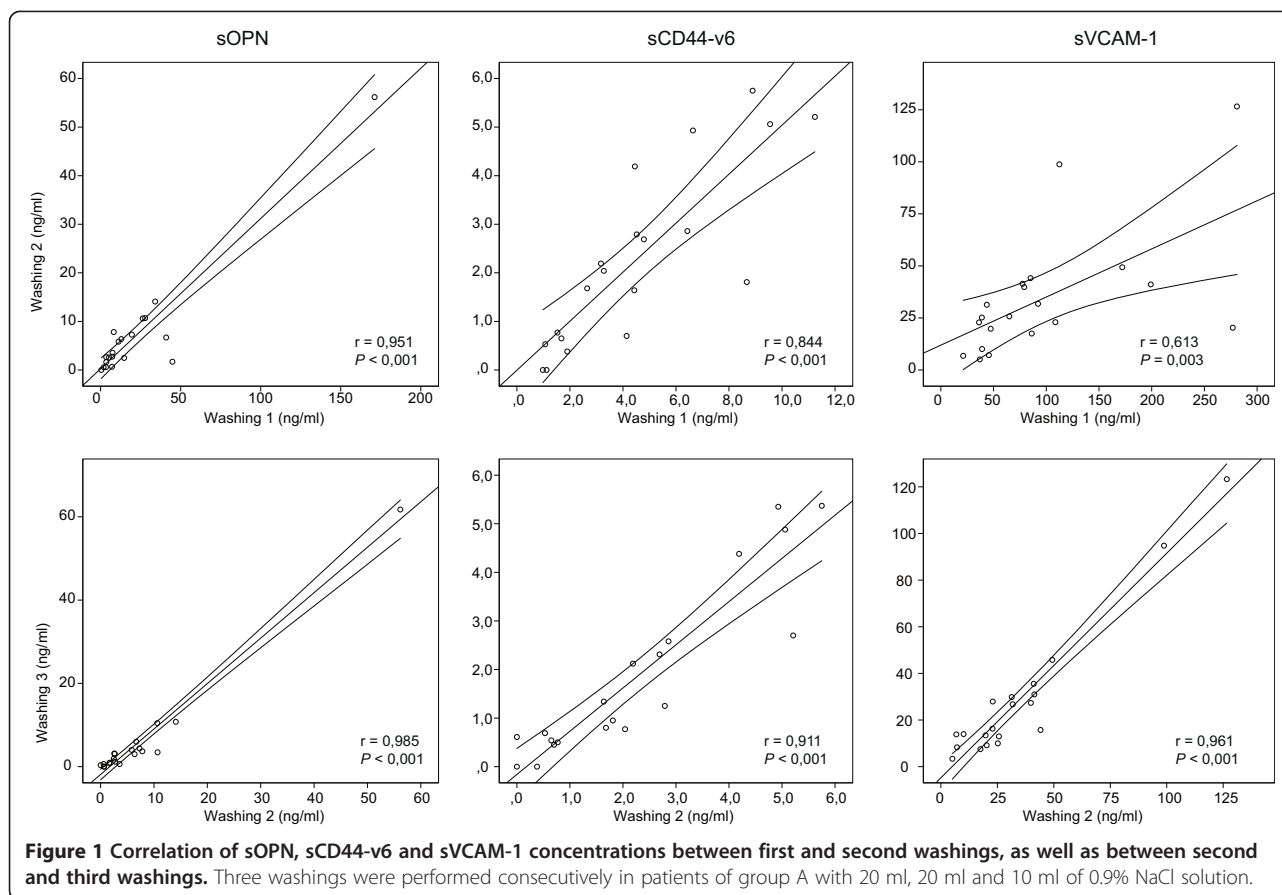 sOPN
sCD44-v6
sVCAM-1
Washing 2 (ng/ml)
60
50
40
30
20
10
0
r = 0,951
P < 0,001
0 50 100 150 200
Washing 1 (ng/ml)
6,0
5,0
4,0
3,0
2,0
1,0
,0
r = 0,844
P < 0,001
,0 2,0 4,0 6,0 8,0 10,0 12,0
Washing 1 (ng/ml)
125
100
75
50
25
0
r = 0,613
P = 0,003
0 50 100 150 200 250 300
Washing 1 (ng/ml)
Washing 3 (ng/ml)
60
40
20
0
r = 0,985
P < 0,001
0 10 20 30 40 50 60
Washing 2 (ng/ml)
6,0
5,0
4,0
3,0
2,0
1,0
,0
r = 0,911
P < 0,001
,0 1,0 2,0 3,0 4,0 5,0 6,0
Washing 2 (ng/ml)
120
100
80
60
40
20
0
r = 0,961
P < 0,001
0 25 50 75 100 125
Washing 2 (ng/ml)
Figure 1 Correlation of sOPN, sCD44-v6 and sVCAM-1 concentrations between first and second washings, as well as between second
and third washings. Three washings were performed consecutively in patients of group A with 20 ml, 20 ml and 10 ml of 0.9% NaCl solution.